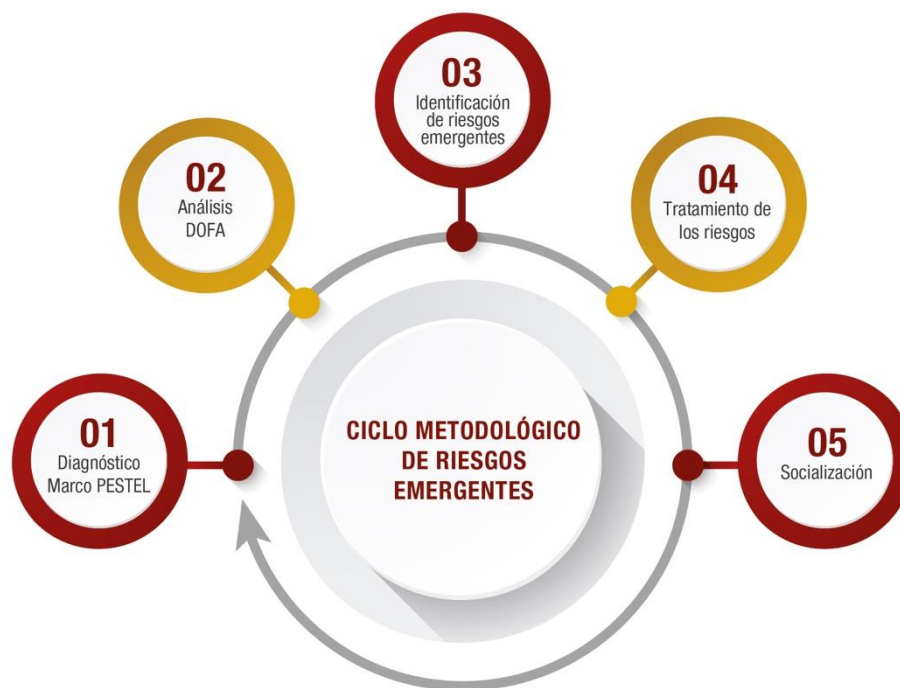 01
Diagnóstico
Marco PESTEL
02
Análisis
DOFA
03
Identificación
de riesgos
emergentes
04
Tratamiento de
los riesgos
05
Socialización
CICLO METODOLÓGICO
DE RIESGOS
EMERGENTES